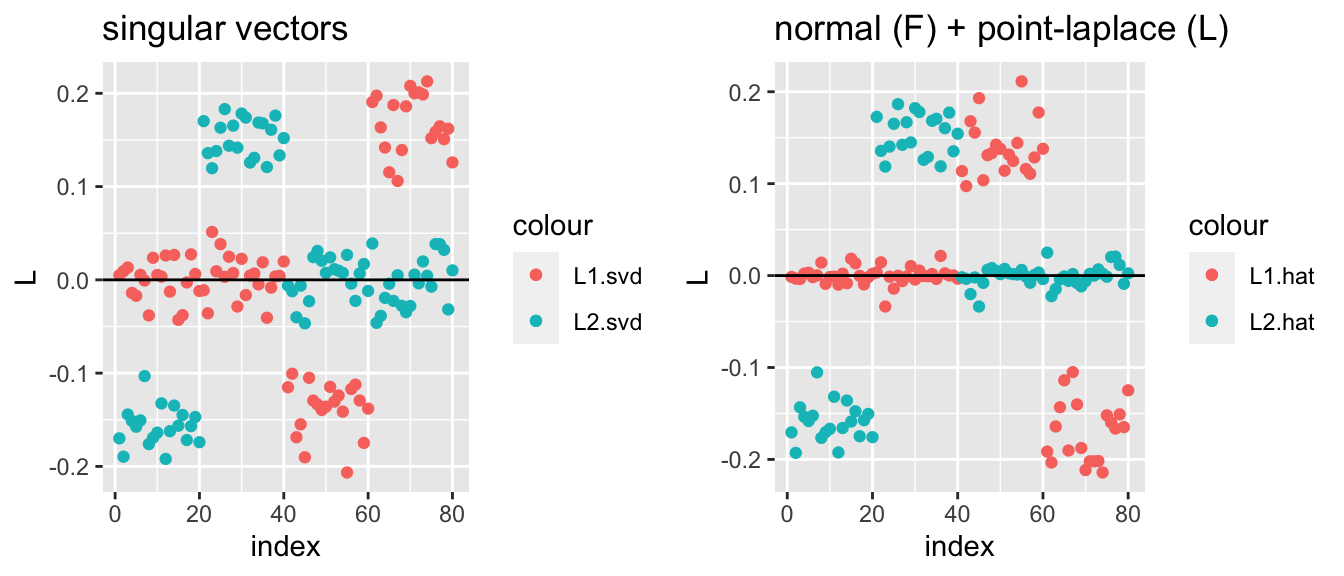 singular vectors
0.2
0.1
0.0
-0.1
-0.2
L
0
20
40
60
80
index
colour
L1.svd
L2.svd
normal (F) + point-laplace (L)
0.2
0.1
0.0
-0.1
-0.2
L
0
20
40
60
80
index
colour
L1.hat
L2.hat